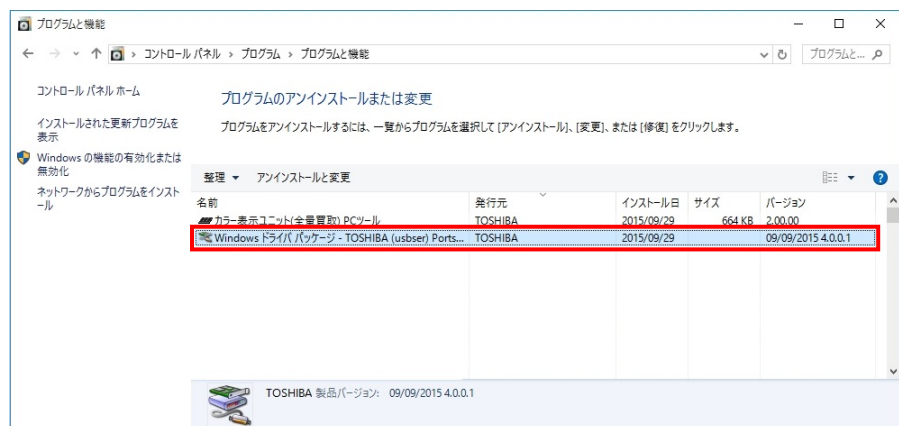 プログラムと機能
コントロール パネル › プログラム › プログラムと機能
プログラムと...
コントロール パネル ホーム
インストールされた更新プログラムを
表示
Windows の機能の有効化または
無効化
ネットワークからプログラムをインスト
ール
プログラムのアンインストールまたは変更
プログラムをアンインストールするには、一覧からプログラムを選択して [アンインストール]、[変更]、または [修復] をクリックします。
整理 アンインストールと変更
名前 発行元 インストール日 サイズ バージョン
カラー表示ユニット(全量買取) PCツール TOSHIBA 2015/09/29 664 KB 2.00.00
Windows ドライバ パッケージ - TOSHIBA (usbser) Ports... TOSHIBA 2015/09/29 09/09/2015 4.0.0.1
TOSHIBA 製品バージョン: 09/09/2015 4.0.0.1